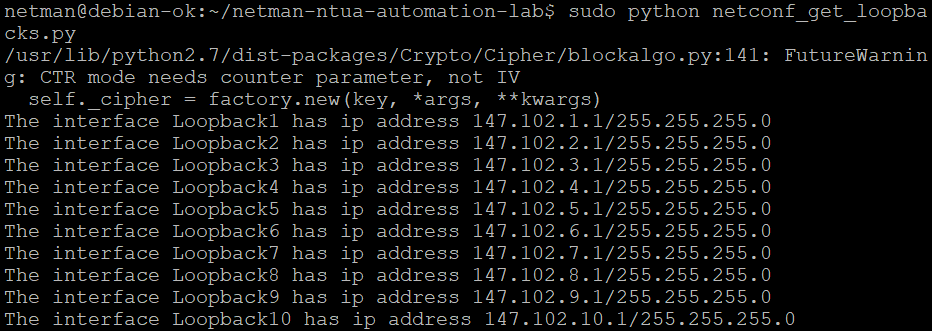 netman@debian-ok:~/netman-ntua-automation-lab$ sudo python netconf_get_loopba
cks.py
/usr/lib/python2.7/dist-packages/Crypto/Cipher/blockalgo.py:141: FutureWarnin
g: CTR mode needs counter parameter, not IV
  self._cipher = factory.new(key, *args, **kwargs)
The interface Loopback1 has ip address 147.102.1.1/255.255.255.0
The interface Loopback2 has ip address 147.102.2.1/255.255.255.0
The interface Loopback3 has ip address 147.102.3.1/255.255.255.0
The interface Loopback4 has ip address 147.102.4.1/255.255.255.0
The interface Loopback5 has ip address 147.102.5.1/255.255.255.0
The interface Loopback6 has ip address 147.102.6.1/255.255.255.0
The interface Loopback7 has ip address 147.102.7.1/255.255.255.0
The interface Loopback8 has ip address 147.102.8.1/255.255.255.0
The interface Loopback9 has ip address 147.102.9.1/255.255.255.0
The interface Loopback10 has ip address 147.102.10.1/255.255.255.0